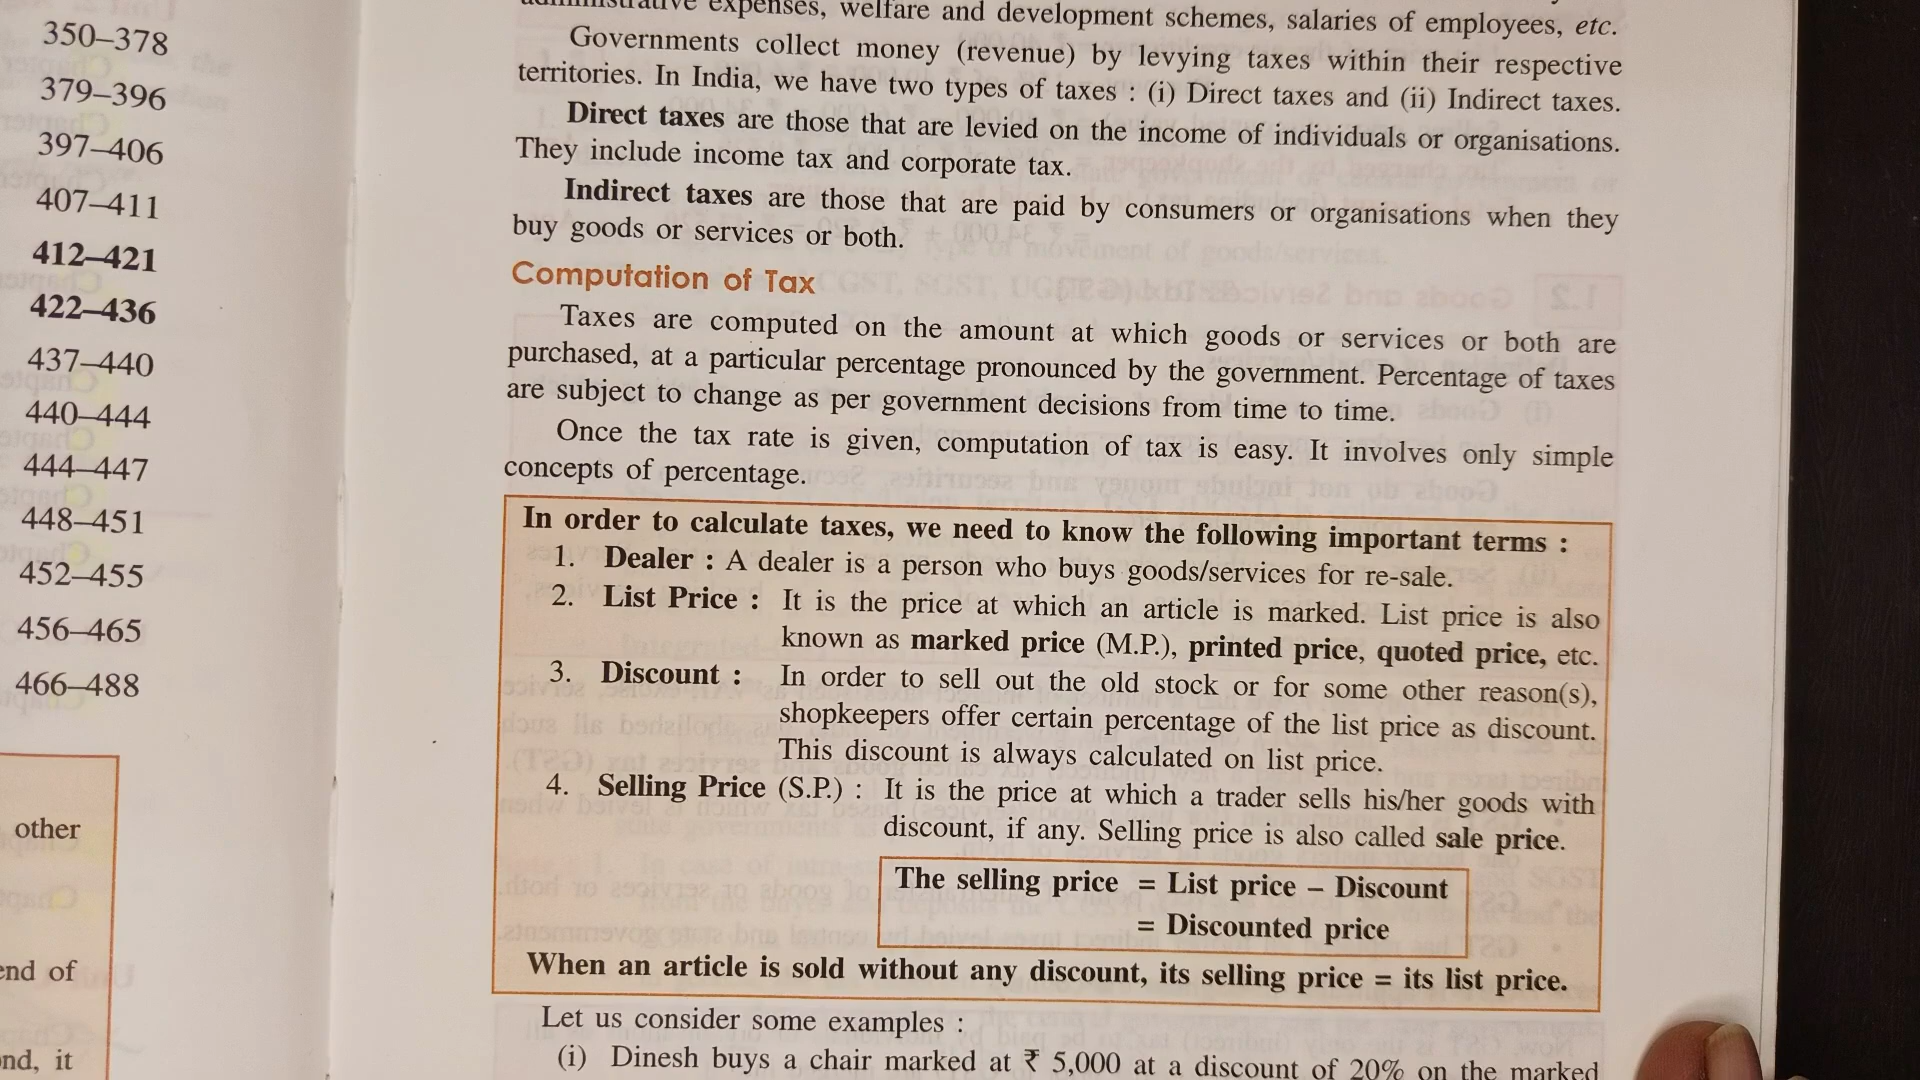 350–378
379–396
397–406
407–411
412–421
422–436
437–440
440–444
444–447
448–451
452–455
456–465
466–488
other
end of
nd, it
administrative expenses, welfare and development schemes, salaries of employees, etc.
Governments collect money (revenue) by levying taxes within their respective
territories. In India, we have two types of taxes : (i) Direct taxes and (ii) Indirect taxes.
Direct taxes are those that are levied on the income of individuals or organisations.
They include income tax and corporate tax.
Indirect taxes are those that are paid by consumers or organisations when they
buy goods or services or both.
Computation of Tax
Taxes are computed on the amount at which goods or services or both are
purchased, at a particular percentage pronounced by the government. Percentage of taxes
are subject to change as per government decisions from time to time.
Once the tax rate is given, computation of tax is easy. It involves only simple
concepts of percentage.
In order to calculate taxes, we need to know the following important terms :
1. Dealer : A dealer is a person who buys goods/services for re-sale.
2. List Price : It is the price at which an article is marked. List price is also
known as marked price (M.P.), printed price, quoted price, etc.
3. Discount : In order to sell out the old stock or for some other reason(s),
shopkeepers offer certain percentage of the list price as discount.
This discount is always calculated on list price.
4. Selling Price (S.P.) : It is the price at which a trader sells his/her goods with
discount, if any. Selling price is also called sale price.
The selling price = List price – Discount
= Discounted price
When an article is sold without any discount, its selling price = its list price.
Let us consider some examples :
(i) Dinesh buys a chair marked at ₹ 5,000 at a discount of 20% on the marked